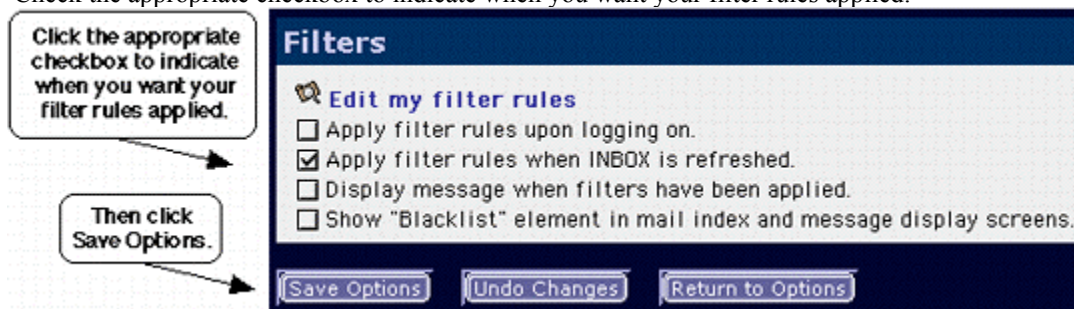 Check the appropriate checkbox to indicate when you want your filter rules applied.
Click the appropriate
checkbox to indicate
when you want your
filter rules applied.
Filters
Edit my filter rules
Apply filter rules upon logging on.
Apply filter rules when INBOX is refreshed.
Display message when filters have been applied.
Show "Blacklist" element in mail index and message display screens.
Then click
Save Options.
Save Options
Undo Changes
Return to Options